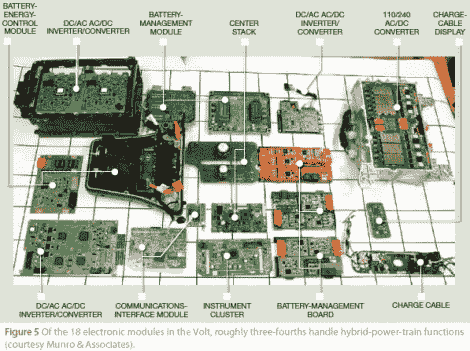 BATTERY-
ENERGY-
CONTROL
MODULE
DC/AC AC/DC
INVERTER/CONVERTER
BATTERY-
MANAGEMENT
MODULE
CENTER
STACK
DC/AC AC/DC
INVERTER/
CONVERTER
110/240
AC/DC
CONVERTER
CHARGE-
CABLE
DISPLAY
DC/AC AC/DC
INVERTER/CONVERTER
COMMUNICATIONS-
INTERFACE MODULE
INSTRUMENT
CLUSTER
BATTERY-MANAGEMENT
BOARD
CHARGE CABLE
Figure 5 Of the 18 electronic modules in the Volt, roughly three-fourths handle hybrid-power-train functions
(courtesy Munro & Associates).